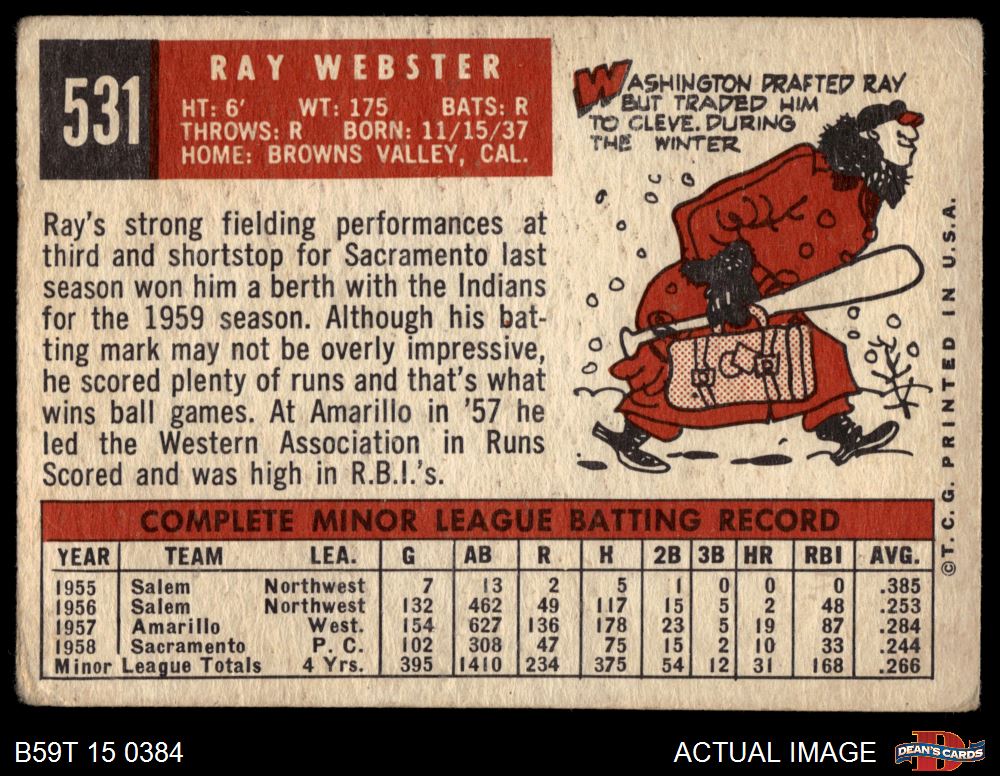 531
RAY WEBSTER
HT: 6' WT: 175 BATS: R
THROWS: R BORN: 11/15/37
HOME: BROWNS VALLEY, CAL.
WASHINGTON DRAFTED RAY
BUT TRADED HIM
TO CLEVE. DURING
THE WINTER
Ray's strong fielding performances at
third and shortstop for Sacramento last
season won him a berth with the Indians
for the 1959 season. Although his bat-
ting mark may not be overly impressive,
he scored plenty of runs and that's what
wins ball games. At Amarillo in '57 he
led the Western Association in Runs
Scored and was high in R.B.I.'s.
©T. C. G. PRINTED IN U.S.A.
COMPLETE MINOR LEAGUE BATTING RECORD
YEAR TEAM LEA. G AB R H 2B 3B HR RBI AVG.
1955 Salem Northwest 7 13 2 5 1 0 0 0 .385
1956 Salem Northwest 132 462 49 117 15 5 2 48 .253
1957 Amarillo West. 154 627 136 178 23 5 19 87 .284
1958 Sacramento P. C. 102 308 47 75 15 2 10 33 .244
Minor League Totals 4 Yrs. 395 1410 234 375 54 12 31 168 .266
B59T 15 0384
ACTUAL IMAGE
D
DEAN'S CARDS